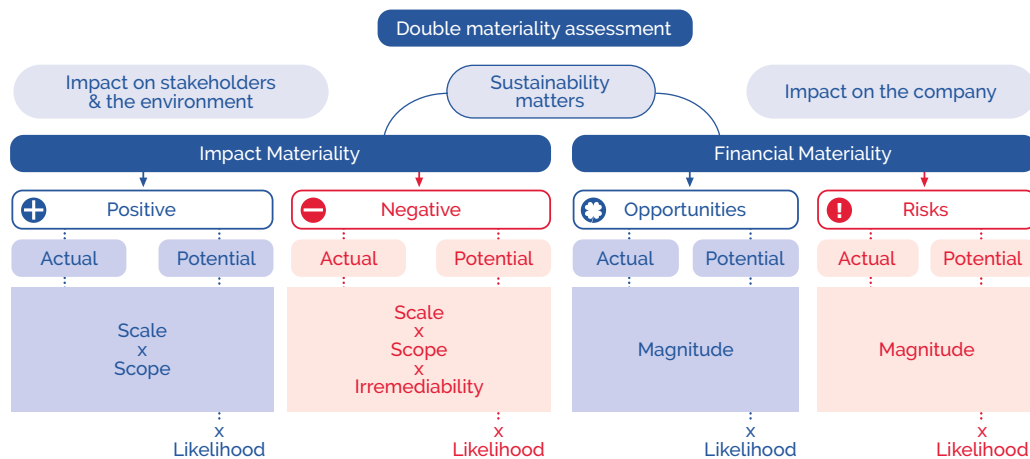 Double materiality assessment
Impact on stakeholders
& the environment
Sustainability
matters
Impact on the company
Impact Materiality
Financial Materiality
Positive
Negative
Opportunities
Risks
Actual
Potential
Actual
Potential
Actual
Potential
Actual
Potential
Scale
x
Scope
Scale
x
Scope
x
Irremediability
Magnitude
Magnitude
x
Likelihood
x
Likelihood
x
Likelihood
x
Likelihood